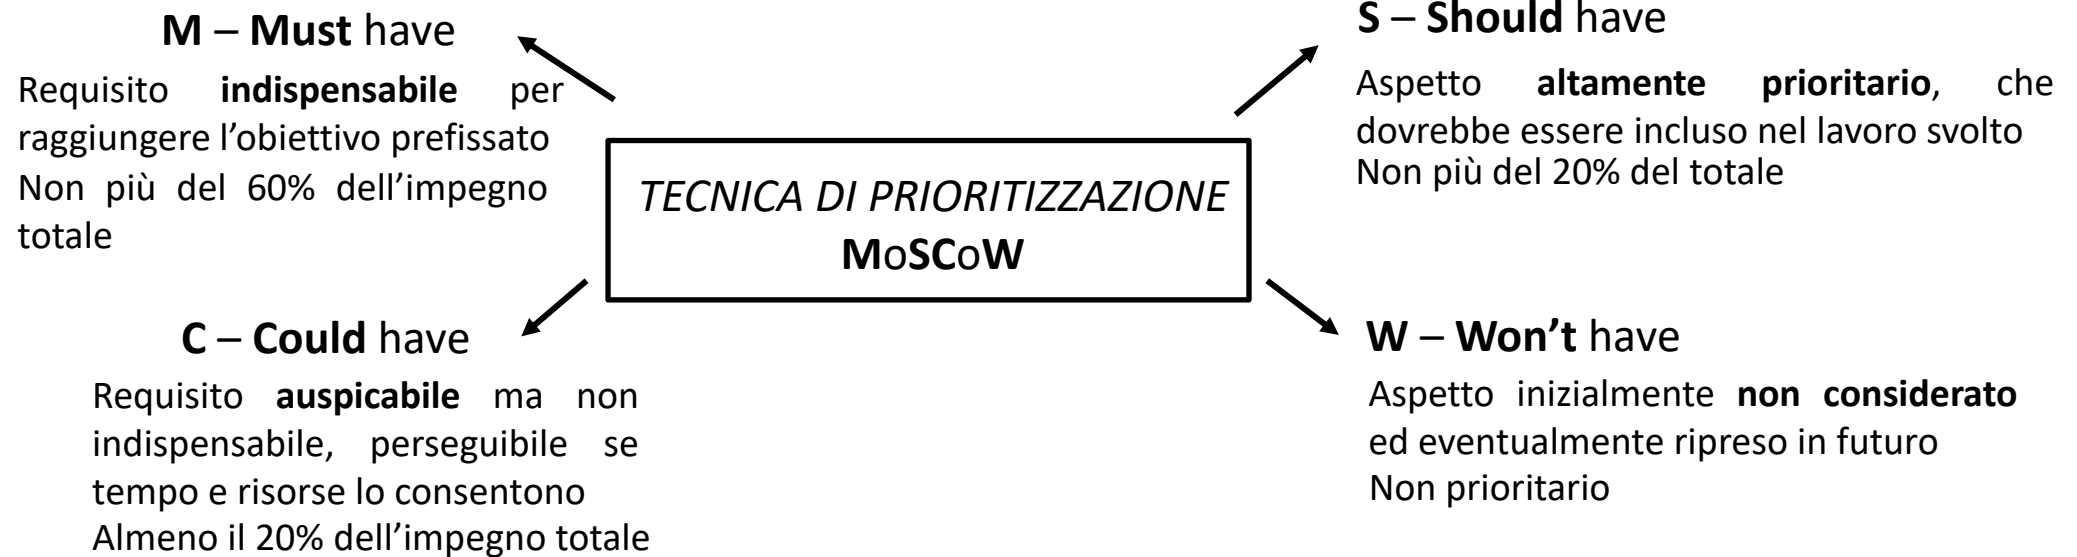 M – Must have
Requisito indispensabile per
raggiungere l’obiettivo prefissato
Non più del 60% dell’impegno
totale
S – Should have
Aspetto altamente prioritario, che
dovrebbe essere incluso nel lavoro svolto
Non più del 20% del totale
TECNICA DI PRIORITIZZAZIONE
MoSCoW
C – Could have
Requisito auspicabile ma non
indispensabile, perseguibile se
tempo e risorse lo consentono
Almeno il 20% dell’impegno totale
W – Won’t have
Aspetto inizialmente non considerato
ed eventualmente ripreso in futuro
Non prioritario